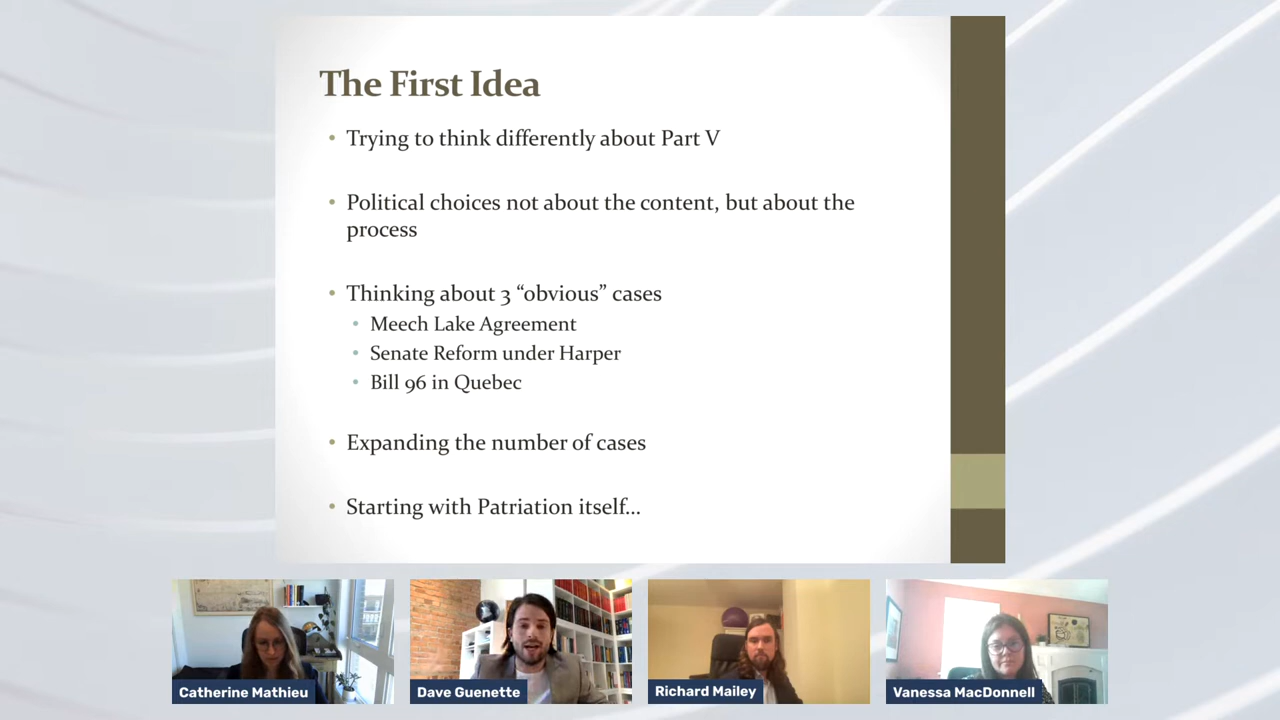 The First Idea
• Trying to think differently about Part V
• Political choices not about the content, but about the
process
• Thinking about 3 “obvious” cases
• Meech Lake Agreement
• Senate Reform under Harper
• Bill 96 in Quebec
• Expanding the number of cases
• Starting with Patriation itself...
Catherine Mathieu
Dave Guenette
Richard Mailey
Vanessa MacDonnell